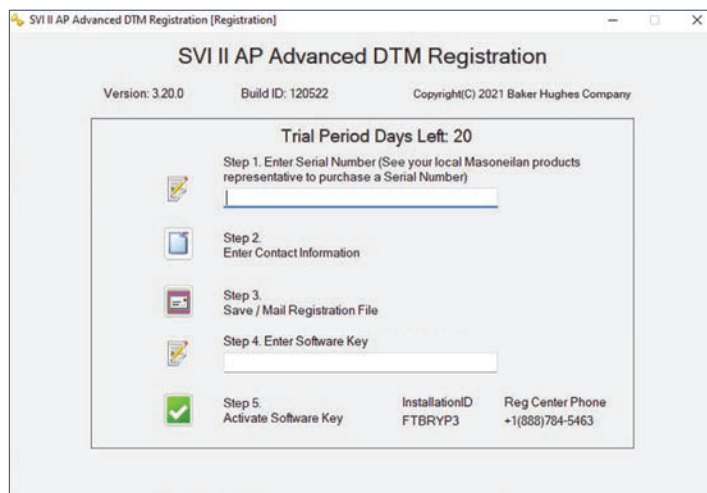 SVI II AP Advanced DTM Registration [Registration]
SVI II AP Advanced DTM Registration
Version: 3.20.0 Build ID: 120522 Copyright(C) 2021 Baker Hughes Company
Trial Period Days Left: 20
Step 1. Enter Serial Number (See your local Masoneilan products
representative to purchase a Serial Number)
Step 2.
Enter Contact Information
Step 3.
Save / Mail Registration File
Step 4. Enter Software Key
Step 5. InstallationID Reg Center Phone
Activate Software Key FTBRYP3 +1(888)784-5463